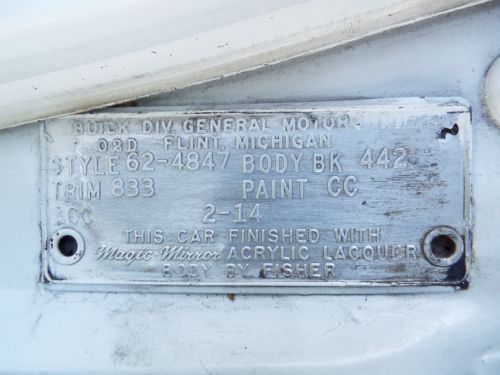 BUICK DIV. GENERAL MOTORS
09D FLINT, MICHIGAN
STYLE 62-4847 BODY BK 442
TRIM 833 PAINT CC
ACC 2-14
THIS CAR FINISHED WITH
Magic-Mirror ACRYLIC LACQUER
BODY BY FISHER